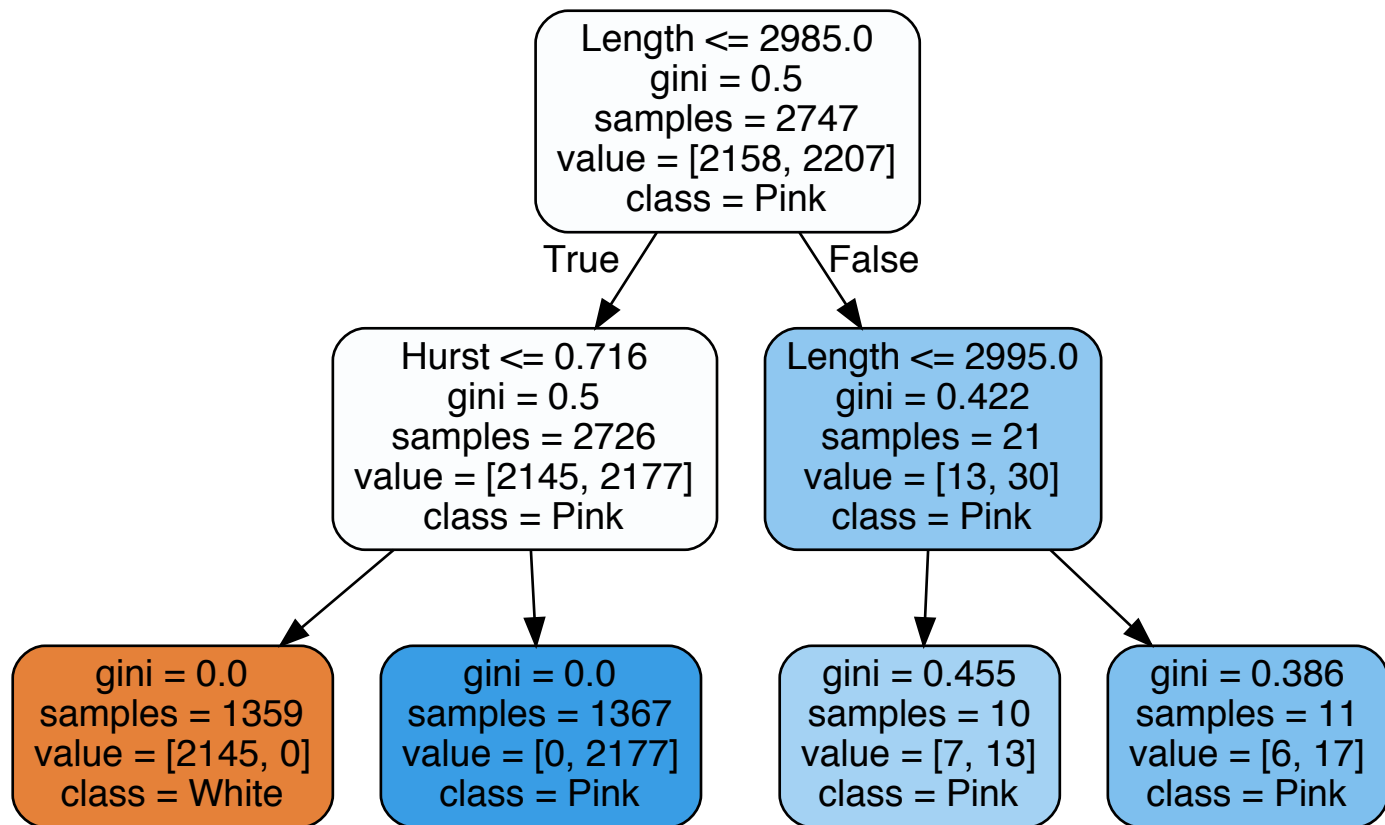 Length <= 2985.0
gini = 0.5
samples = 2747
value = [2158, 2207]
class = Pink
True
False
Hurst <= 0.716
gini = 0.5
samples = 2726
value = [2145, 2177]
class = Pink
Length <= 2995.0
gini = 0.422
samples = 21
value = [13, 30]
class = Pink
gini = 0.0
samples = 1359
value = [2145, 0]
class = White
gini = 0.0
samples = 1367
value = [0, 2177]
class = Pink
gini = 0.455
samples = 10
value = [7, 13]
class = Pink
gini = 0.386
samples = 11
value = [6, 17]
class = Pink